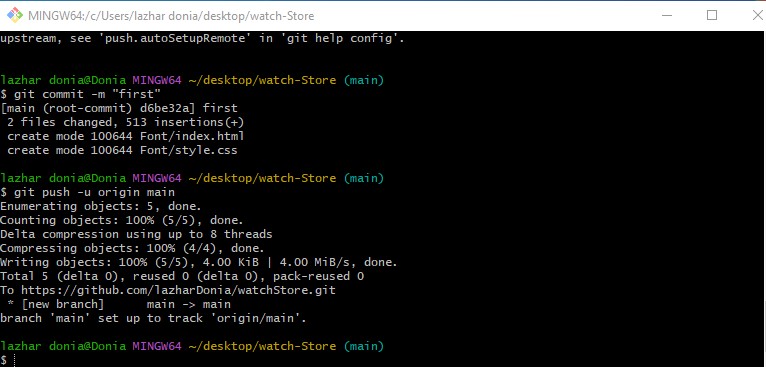 MINGW64:/c/Users/lazhar donia/desktop/watch-Store
upstream, see 'push.autoSetupRemote' in 'git help config'.
lazhar donia@Donia MINGW64 ~/desktop/watch-Store (main)
$ git commit -m "first"
[main (root-commit) d6be32a] first
 2 files changed, 513 insertions(+)
 create mode 100644 Font/index.html
 create mode 100644 Font/style.css
lazhar donia@Donia MINGW64 ~/desktop/watch-Store (main)
$ git push -u origin main
Enumerating objects: 5, done.
Counting objects: 100% (5/5), done.
Delta compression using up to 8 threads
Compressing objects: 100% (4/4), done.
Writing objects: 100% (5/5), 4.00 KiB | 4.00 MiB/s, done.
Total 5 (delta 0), reused 0 (delta 0), pack-reused 0
To https://github.com/lazharDonia/watchStore.git
 * [new branch]      main -> main
branch 'main' set up to track 'origin/main'.
lazhar donia@Donia MINGW64 ~/desktop/watch-Store (main)
$